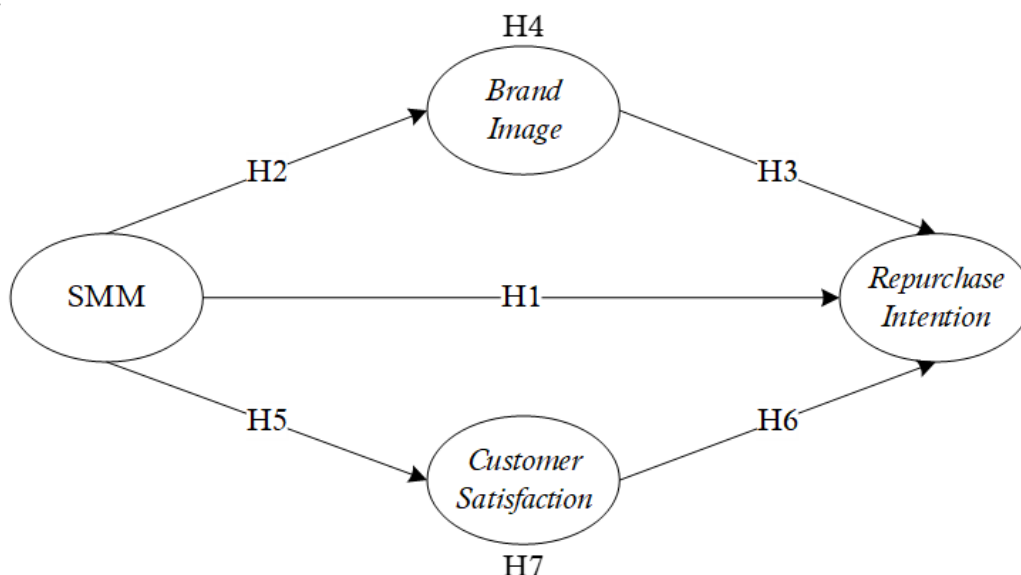 H4
Brand
Image
H2
H3
SMM
H1
Repurchase
Intention
H5
H6
Customer
Satisfaction
H7